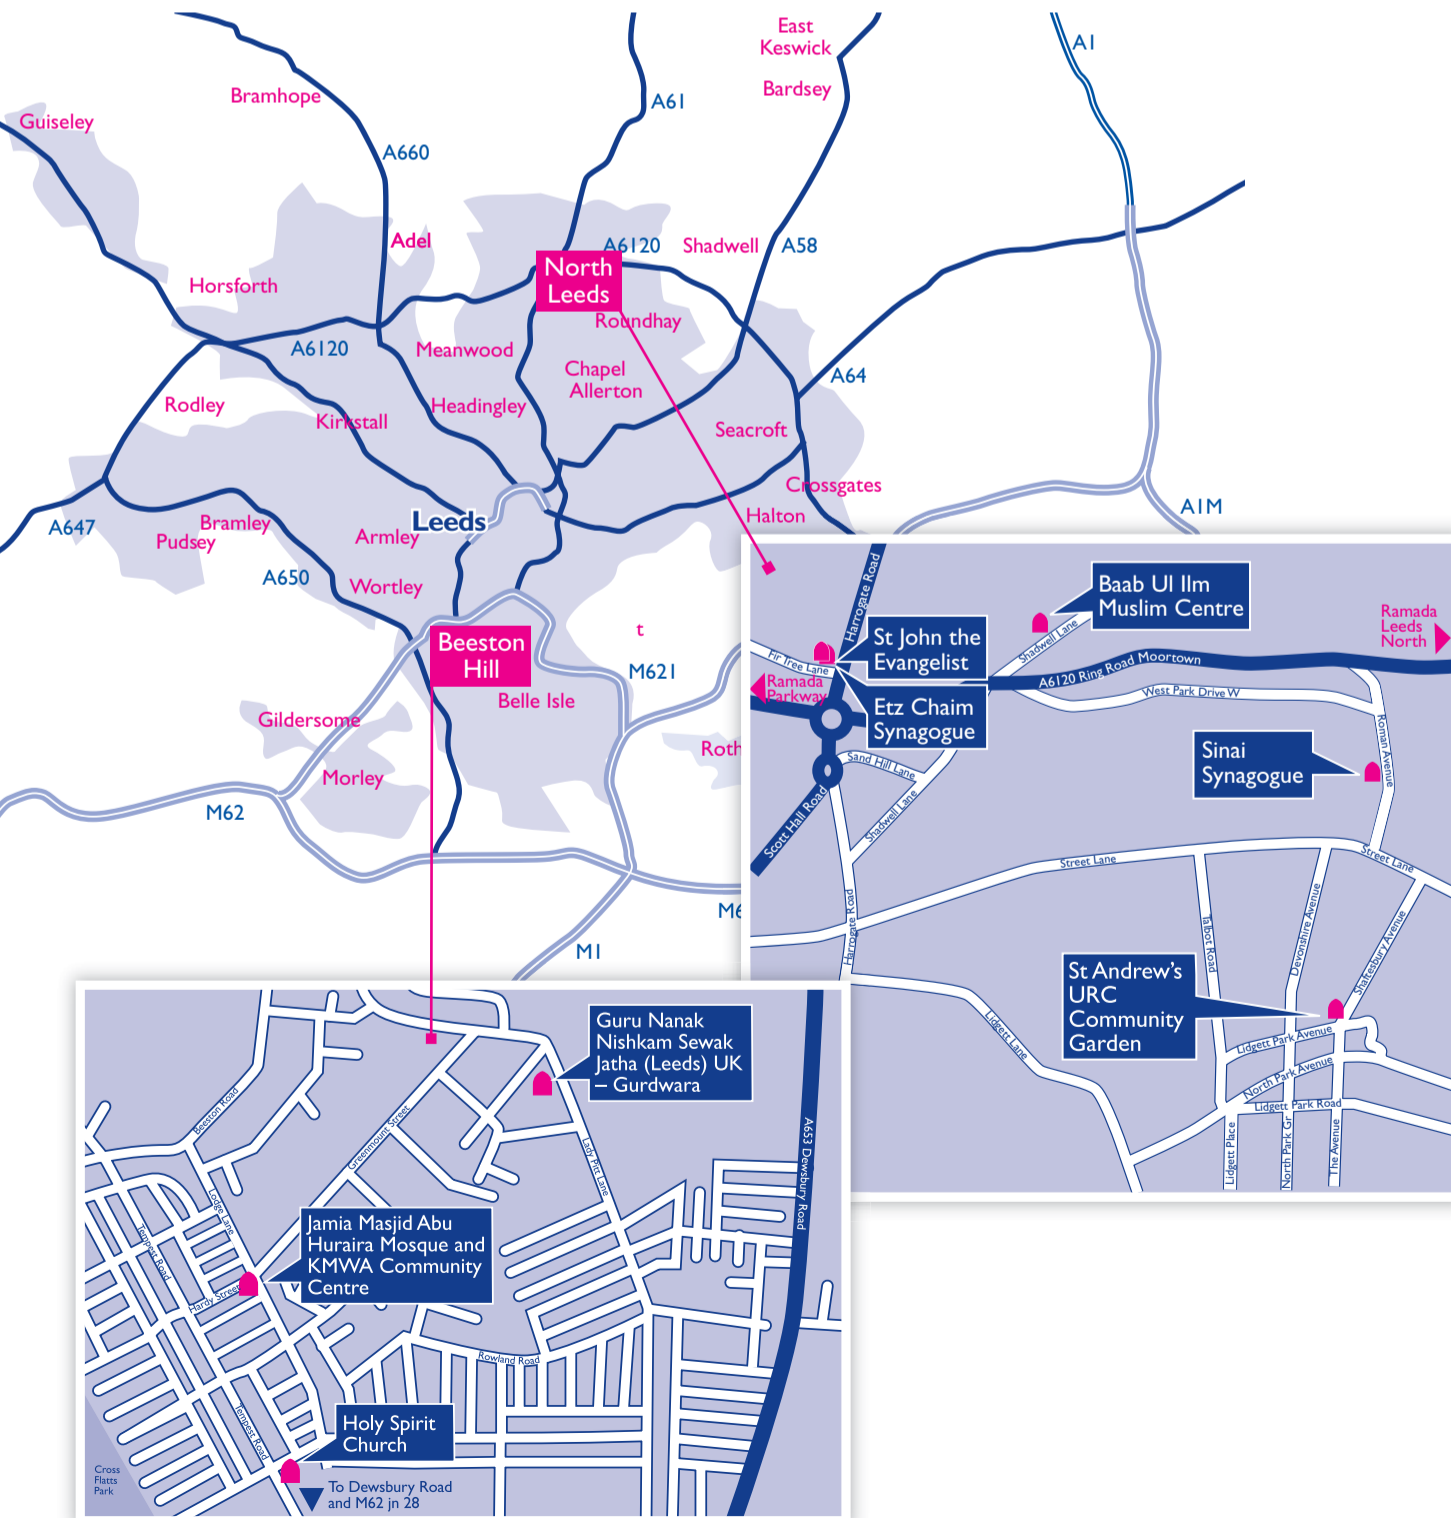 East
Keswick
A1
Bramhope
Bardsey
A61
Guiseley
A660
Adel
A6120
Shadwell
A58
North
Leeds
Horsforth
Roundhay
A6120
Meanwood
Chapel
Allerton
A64
Rodley
Headingley
Kirkstall
Seacroft
Crossgates
A1M
Halton
A647
Bramley
Leeds
Pudsey
Armley
A650
Wortley
t
Beeston
Hill
M621
Belle Isle
Gildersome
Roth
Morley
M62
M6
M1
Harrogate Road
Baab Ul Ilm
Muslim Centre
Ramada
Leeds
North
St John the
Evangelist
Shadwell Lane
Fir Tree Lane
A6120 Ring Road Moortown
Ramada
Parkway
West Park Drive W
Etz Chaim
Synagogue
Roman Avenue
Sinai
Synagogue
Sand Hill Lane
Scott Hall Road
Shadwell Lane
Street Lane
Street Lane
Harrogate Road
Talbot Road
Devonshire Avenue
Shaftesbury Avenue
St Andrew's
URC
Community
Garden
Lidgett Lane
Lidgett Park Avenue
North Park Avenue
Lidgett Park Road
Lidgett Place
North Park Gr
The Avenue
Guru Nanak
Nishkam Sewak
Jatha (Leeds) UK
– Gurdwara
Beeston Road
Greenmount Street
Lady Pitt Lane
A653 Dewsbury Road
Lodge Lane
Tempest Road
Jamia Masjid Abu
Huraira Mosque and
KMWA Community
Centre
Hardy Street
Rowland Road
Tempest Road
Holy Spirit
Church
Cross
Flatts
Park
To Dewsbury Road
and M62 jn 28